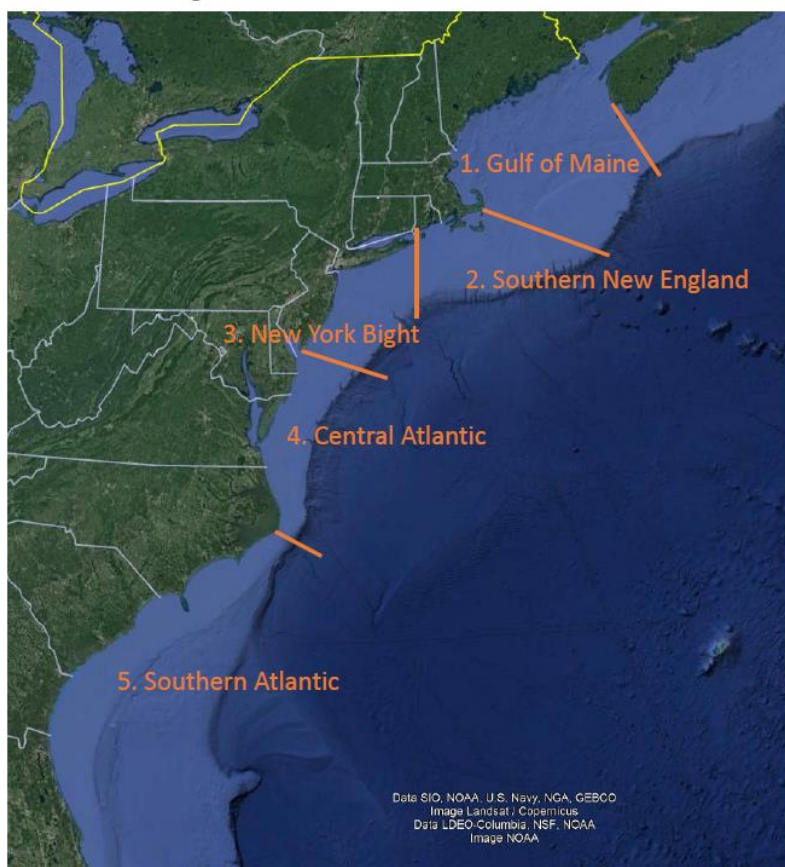 1. Gulf of Maine
2. Southern New England
3. New York Bight
4. Central Atlantic
5. Southern Atlantic
Data SIO, NOAA, U.S. Navy, NGA, GEBCO
Image Landsat / Copernicus
Data LDEO-Columbia, NSF, NOAA
Image NOAA